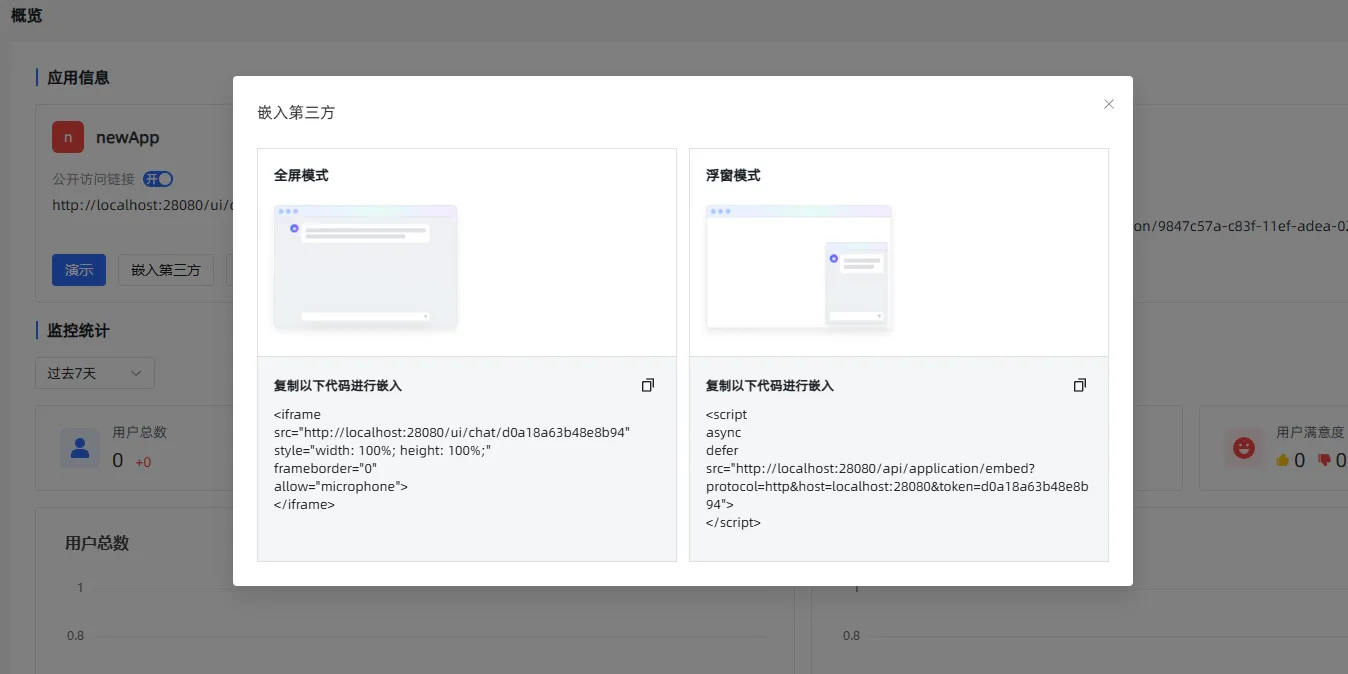 概览
应用信息
n
newApp
公开访问链接
开
http://localhost:28080/ui/c
on/9847c57a-c83f-11ef-adea-02
演示
嵌入第三方
监控统计
过去7天
用户总数
0
+0
用户满意度
0
0
用户总数
1
0.8
1
0.8
嵌入第三方
全屏模式
复制以下代码进行嵌入
<iframe
src="http://localhost:28080/ui/chat/d0a18a63b48e8b94"
style="width: 100%; height: 100%;"
frameborder="0"
allow="microphone">
</iframe>
浮窗模式
复制以下代码进行嵌入
<script
async
defer
src="http://localhost:28080/api/application/embed?
protocol=http&host=localhost:28080&token=d0a18a63b48e8b
94">
</script>